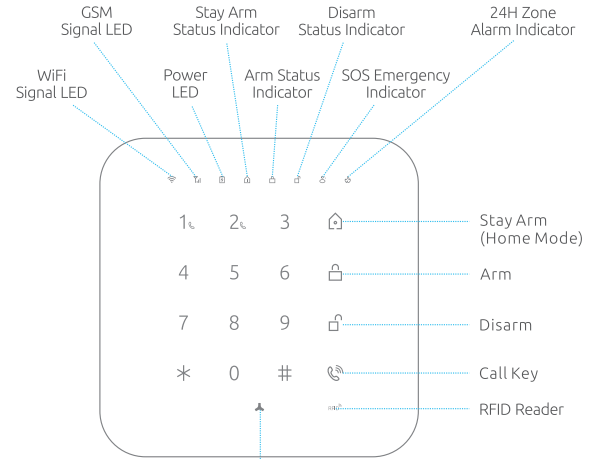 GSM
Signal LED
Stay Arm
Status Indicator
Disarm
Status Indicator
24H Zone
Alarm Indicator
WiFi
Signal LED
Power
LED
Arm Status
Indicator
SOS Emergency
Indicator
1 2 3
Stay Arm
(Home Mode)
4 5 6
Arm
7 8 9
Disarm
* 0 #
Call Key
RFID Reader